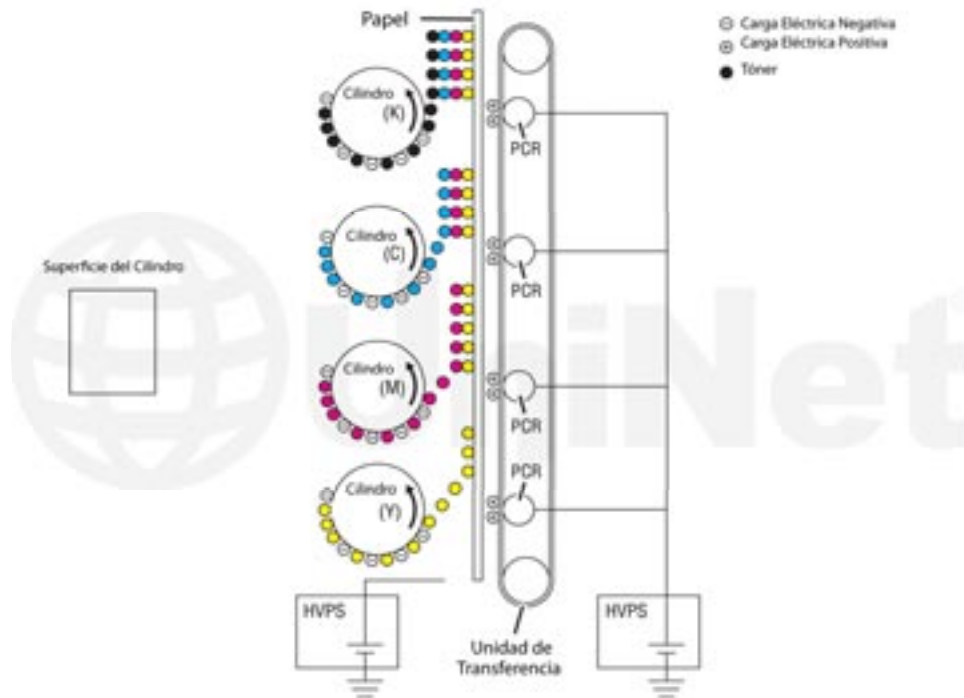 Papel
Carga Eléctrica Negativa
Carga Eléctrica Positiva
Tóner
Cilindro
(K)
PCR
Cilindro
(C)
PCR
Superficie del Cilindro
UniNet
Cilindro
(M)
PCR
PCR
Cilindro
(Y)
HVPS
HVPS
Unidad de
Transferencia